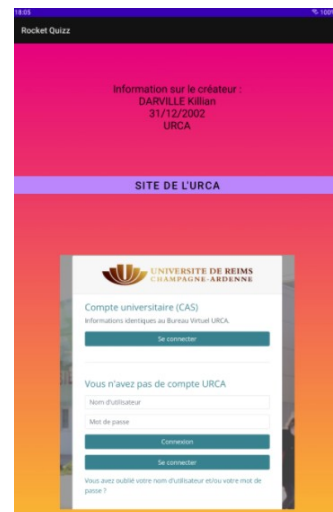 18:05
100%
Rocket Quizz
Information sur le créateur :
DARVILLE Killian
31/12/2002
URCA
SITE DE L'URCA
UNIVERSITE DE REIMS
CHAMPAGNE-ARDENNE
Compte universitaire (CAS)
Informations identiques au Bureau Virtuel URCA.
Se connecter
Vous n'avez pas de compte URCA
Nom d'utilisateur
Mot de passe
Connexion
Se connecter
Vous avez oublié votre nom d'utilisateur et/ou votre mot de
passe ?